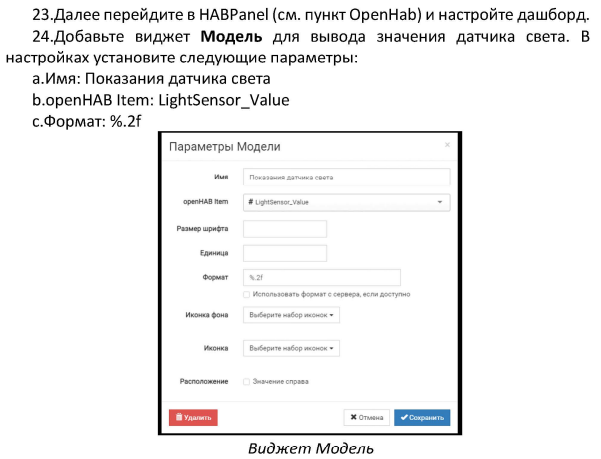 23.Далее перейдите в HABPanel (см. пункт OpenHab) и настройте дашборд.
24.Добавьте виджет Модель для вывода значения датчика света. В
настройках установите следующие параметры:
a.Имя: Показания датчика света
b.openHAB Item: LightSensor_Value
c.Формат: %.2f
Параметры Модели ×
Имя Показания датчика света
openHAB Item # LightSensor_Value
Размер шрифта
Единица
Формат %.2f
Использовать формат с сервера, если доступно
Иконка фона Выберите набор иконок
Иконка Выберите набор иконок
Расположение Значение справа
Удалить ✖ Отмена ✔ Сохранить
Виджет Модель